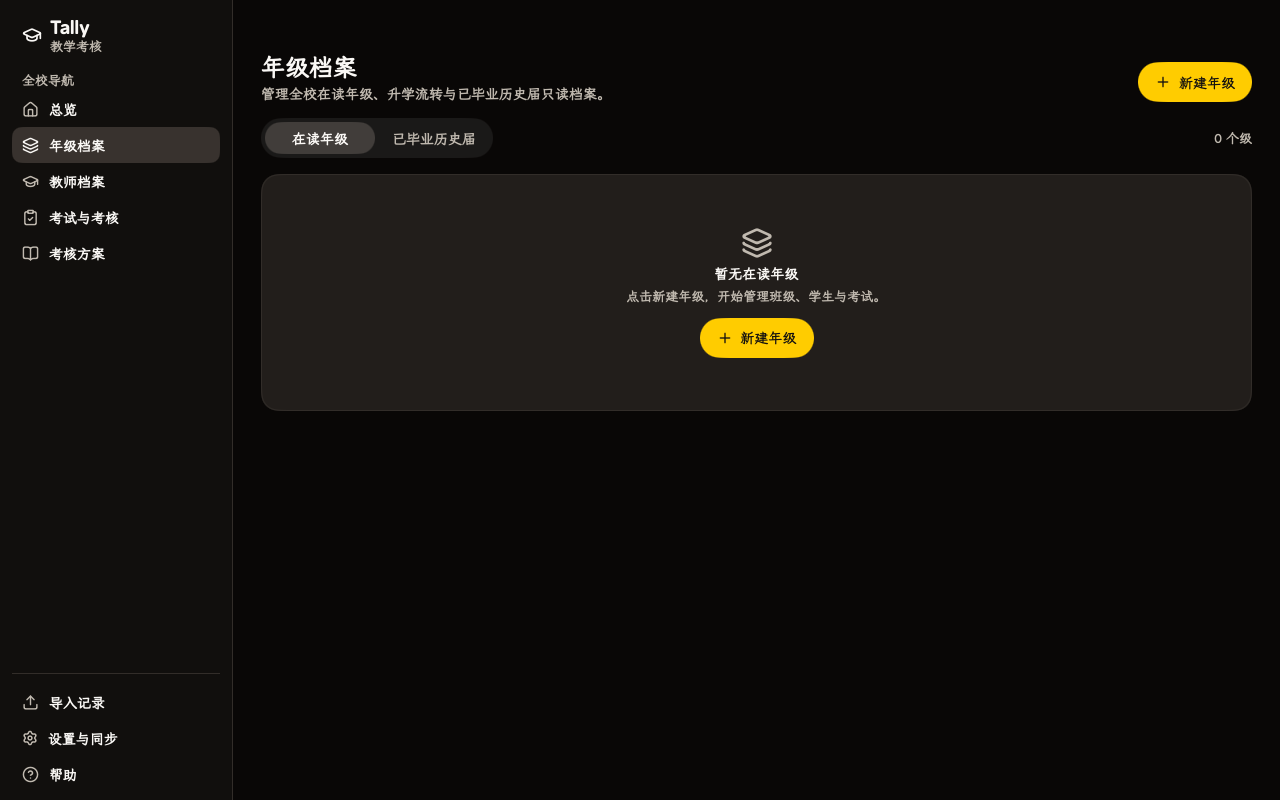 Tally
教学考核
全校导航
总览
年级档案
教师档案
考试与考核
考核方案
导入记录
设置与同步
帮助
年级档案
管理全校在读年级、升学流转与已毕业历史届只读档案。
新建年级
在读年级
已毕业历史届
0 个级
暂无在读年级
点击新建年级，开始管理班级、学生与考试。
新建年级